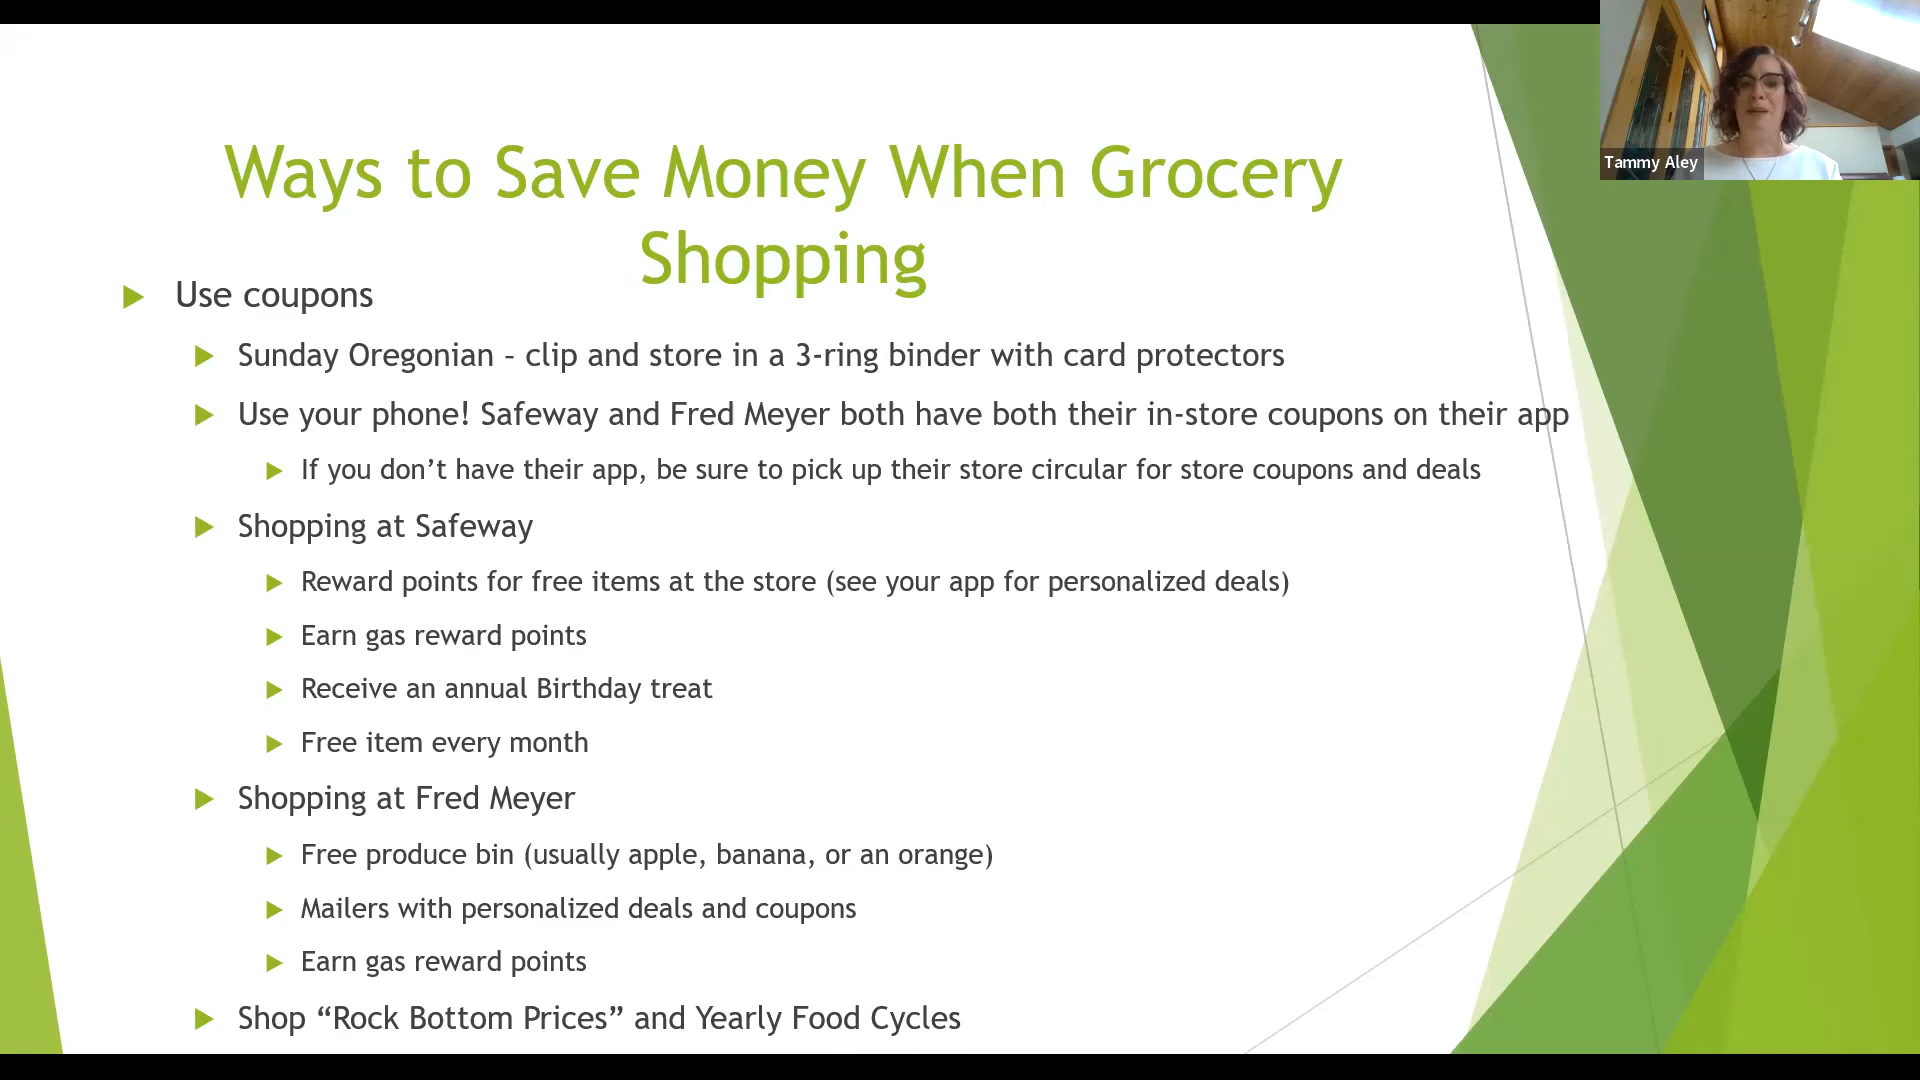 Ways to Save Money When Grocery
Shopping
Use coupons
Sunday Oregonian – clip and store in a 3-ring binder with card protectors
Use your phone! Safeway and Fred Meyer both have both their in-store coupons on their app
If you don’t have their app, be sure to pick up their store circular for store coupons and deals
Shopping at Safeway
Reward points for free items at the store (see your app for personalized deals)
Earn gas reward points
Receive an annual Birthday treat
Free item every month
Shopping at Fred Meyer
Free produce bin (usually apple, banana, or an orange)
Mailers with personalized deals and coupons
Earn gas reward points
Shop “Rock Bottom Prices” and Yearly Food Cycles
Tammy Aley